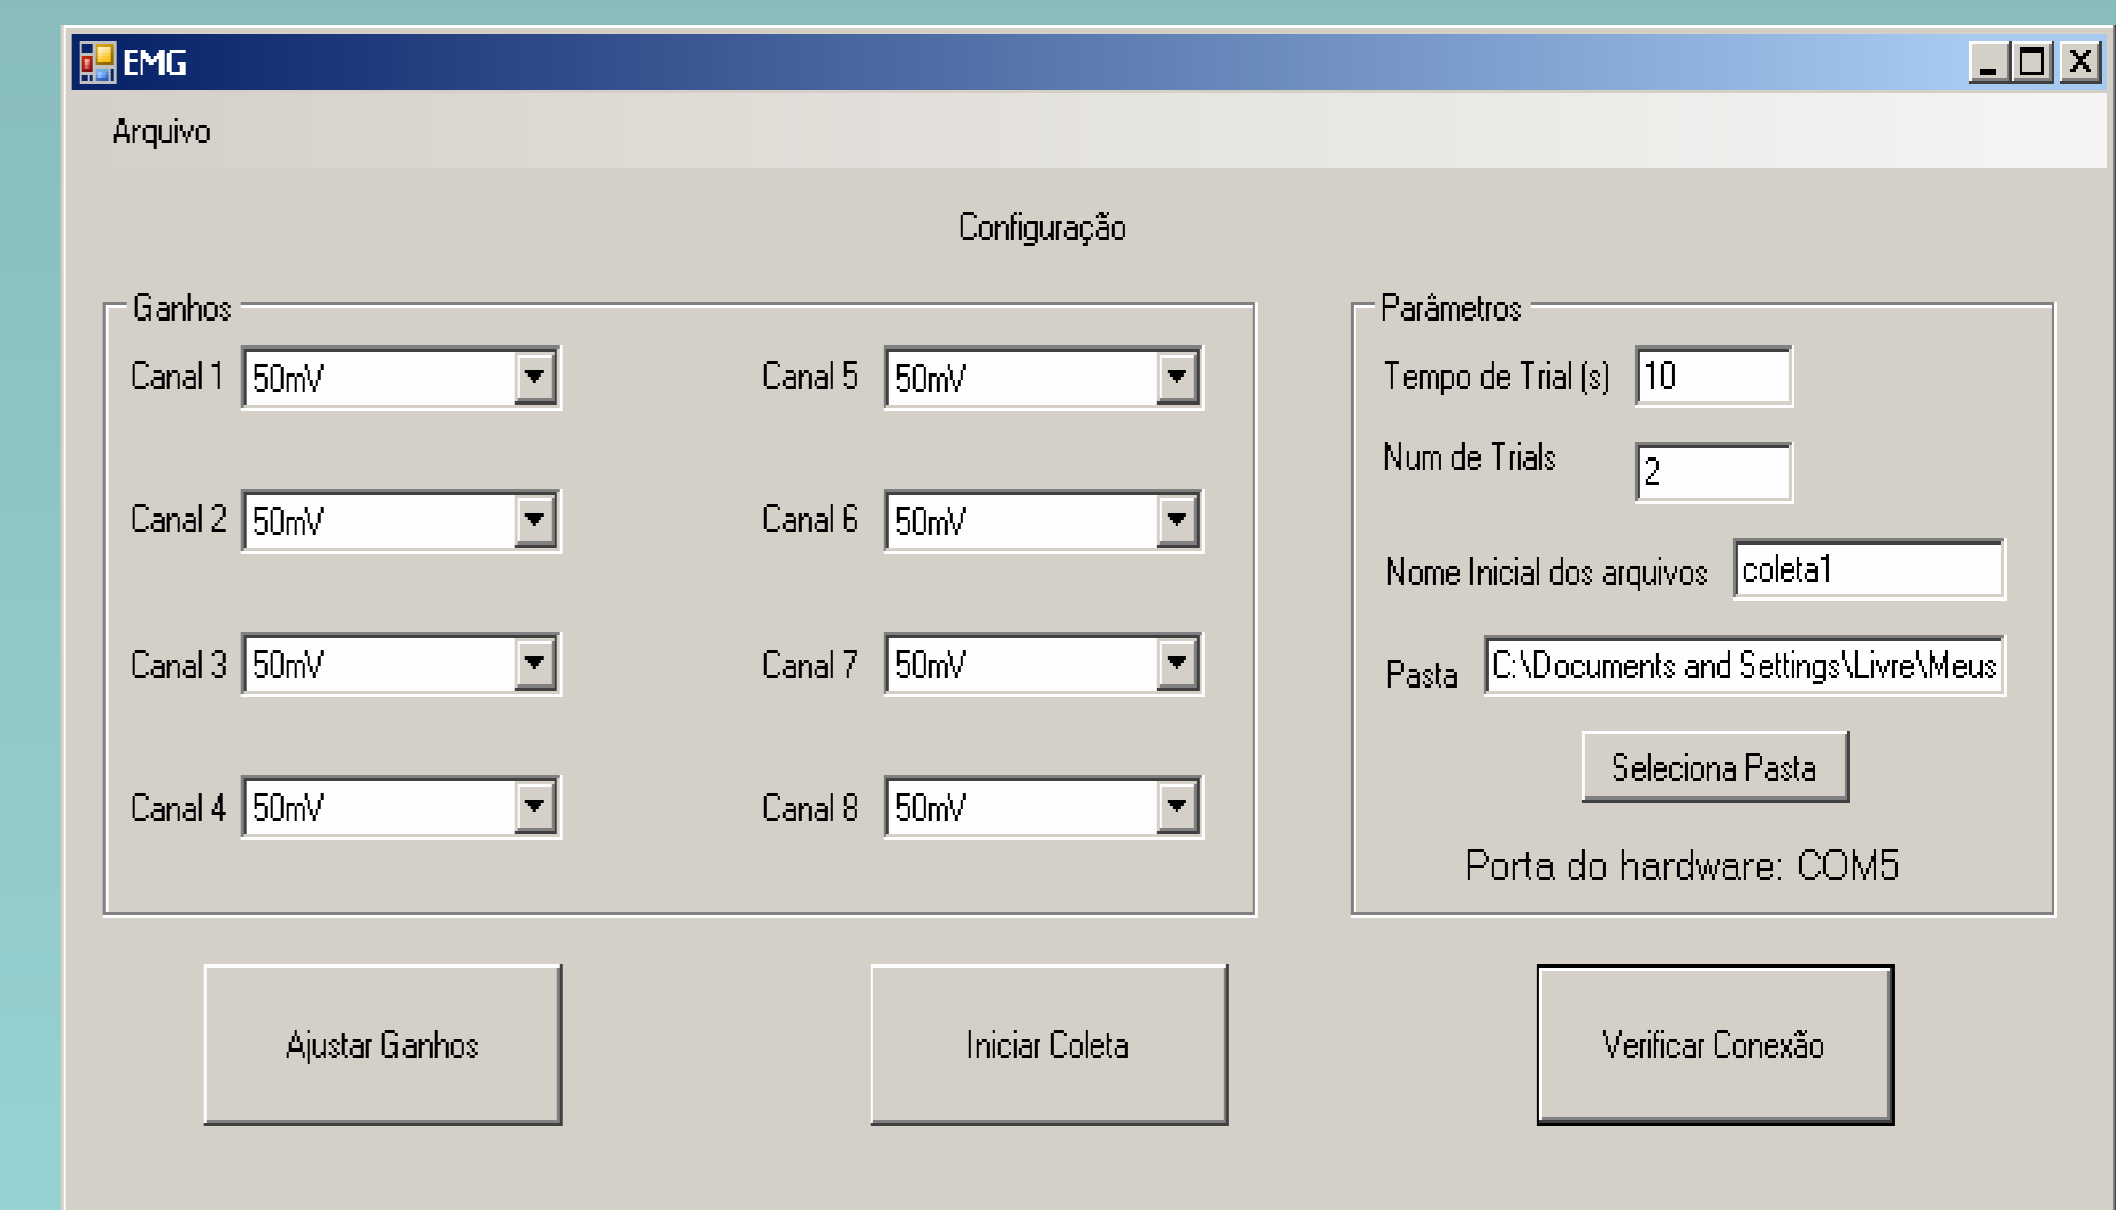 EMG
Arquivo
Configuração
Ganhos
Canal 1 50mV
Canal 5 50mV
Canal 2 50mV
Canal 6 50mV
Canal 3 50mV
Canal 7 50mV
Canal 4 50mV
Canal 8 50mV
Parâmetros
Tempo de Trial (s) 10
Num de Trials 2
Nome Inicial dos arquivos coleta1
Pasta C:\Documents and Settings\Livre\Meus
Seleciona Pasta
Porta do hardware: COM5
Ajustar Ganhos
Iniciar Coleta
Verificar Conexão